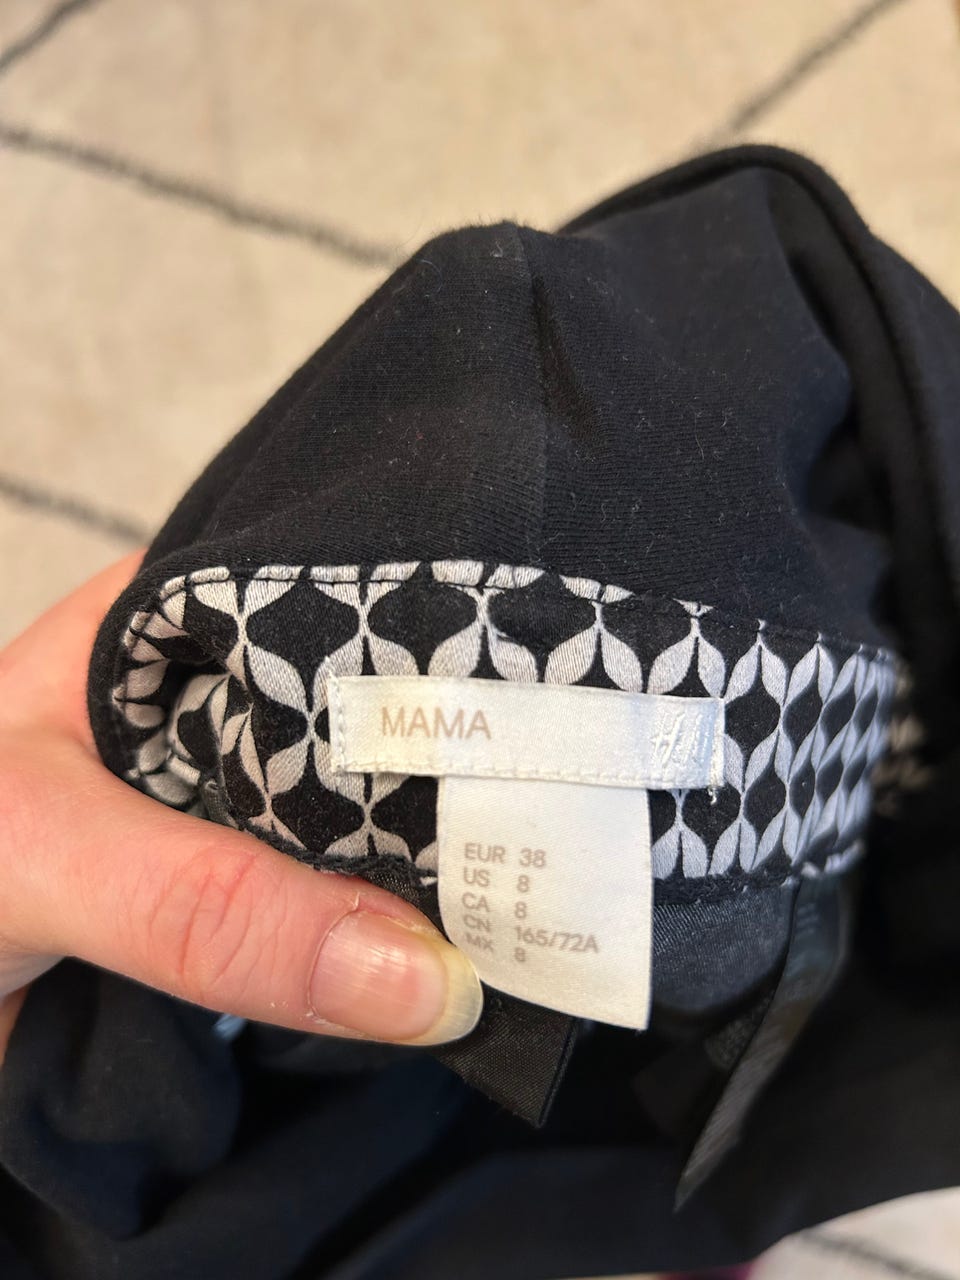 MAMA H&M
EUR 38
US 8
CA 8
CN 165/72A
MX 8